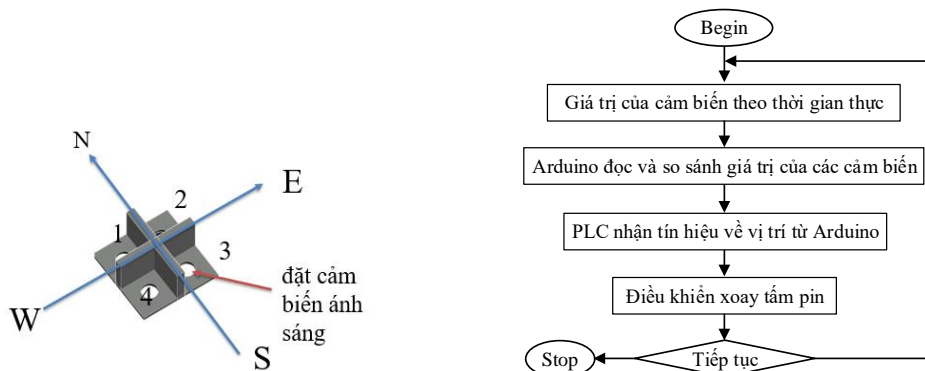 N
E
2
1
3
4
W
S
đặt cảm
biến ánh
sáng
Begin
Giá trị của cảm biến theo thời gian thực
Arduino đọc và so sánh giá trị của các cảm biến
PLC nhận tín hiệu về vị trí từ Arduino
Điều khiển xoay tấm pin
Stop
Tiếp tục